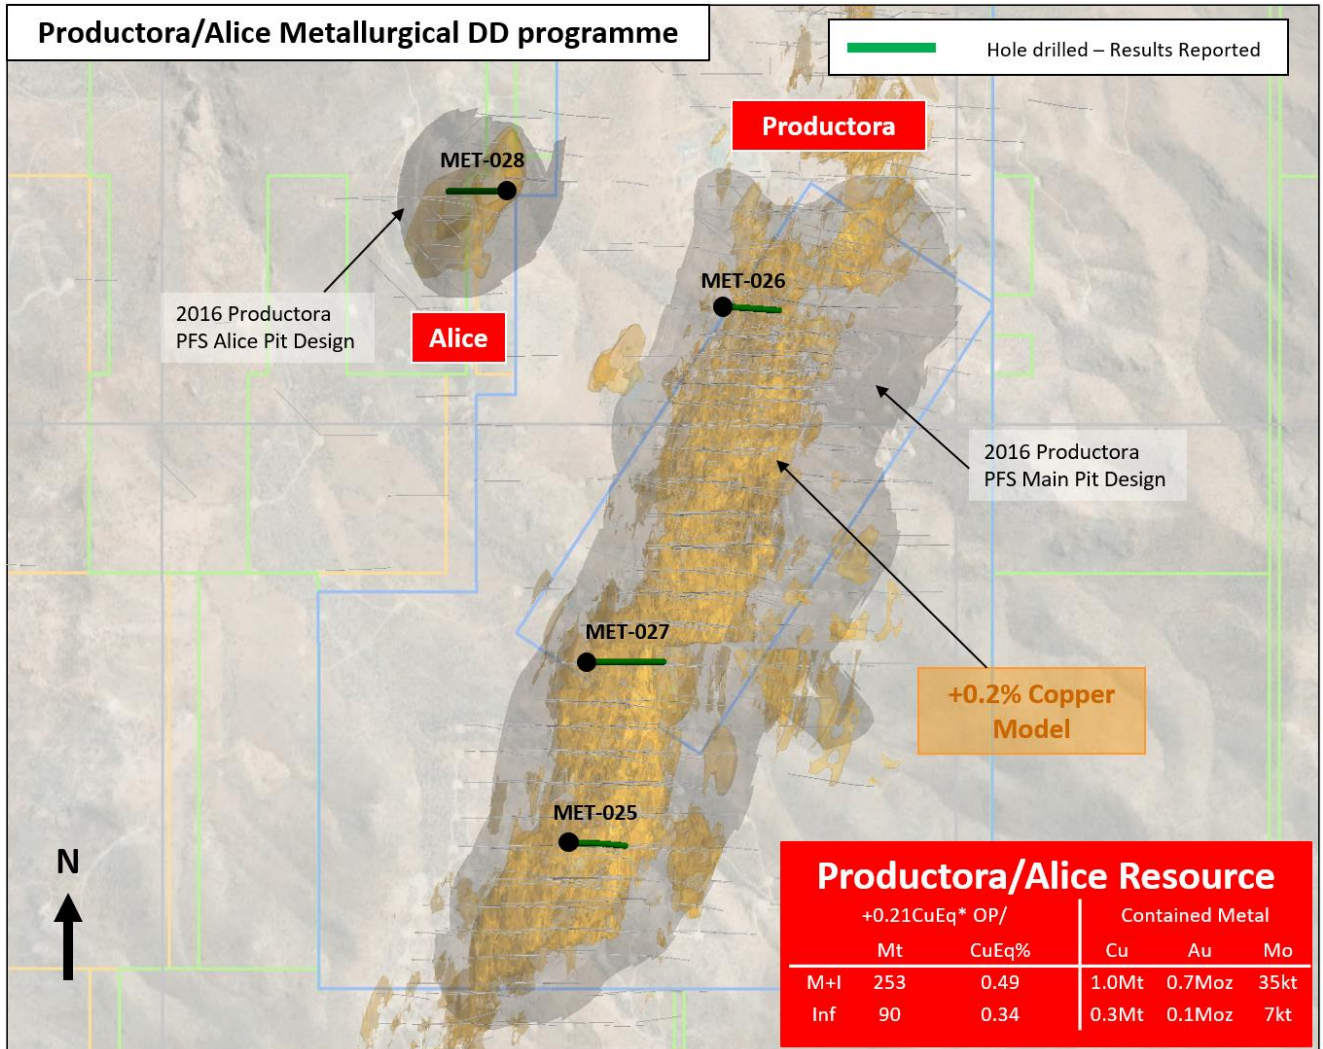 Productora/Alice Metallurgical DD programme
Hole drilled – Results Reported
Productora
MET-028
MET-026
2016 Productora
PFS Alice Pit Design
Alice
2016 Productora
PFS Main Pit Design
MET-027
+0.2% Copper
Model
MET-025
N
Productora/Alice Resource
+0.21CuEq* OP/ Contained Metal
Mt CuEq% Cu Au Mo
M+I 253 0.49 1.0Mt 0.7Moz 35kt
Inf 90 0.34 0.3Mt 0.1Moz 7kt